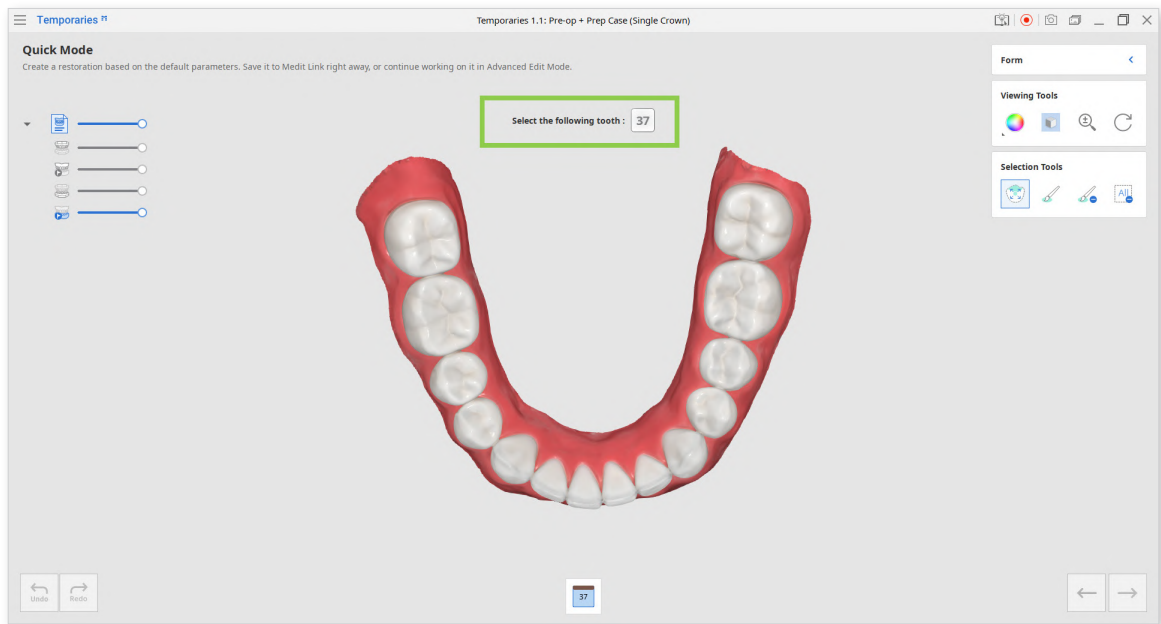 Temporaries
Temporaries 1.1: Pre-op + Prep Case (Single Crown)
Quick Mode
Create a restoration based on the default parameters. Save it to Medit Link right away, or continue working on it in Advanced Edit Mode.
Select the following tooth : 37
Form
Viewing Tools
Selection Tools
All
Undo
Redo
37